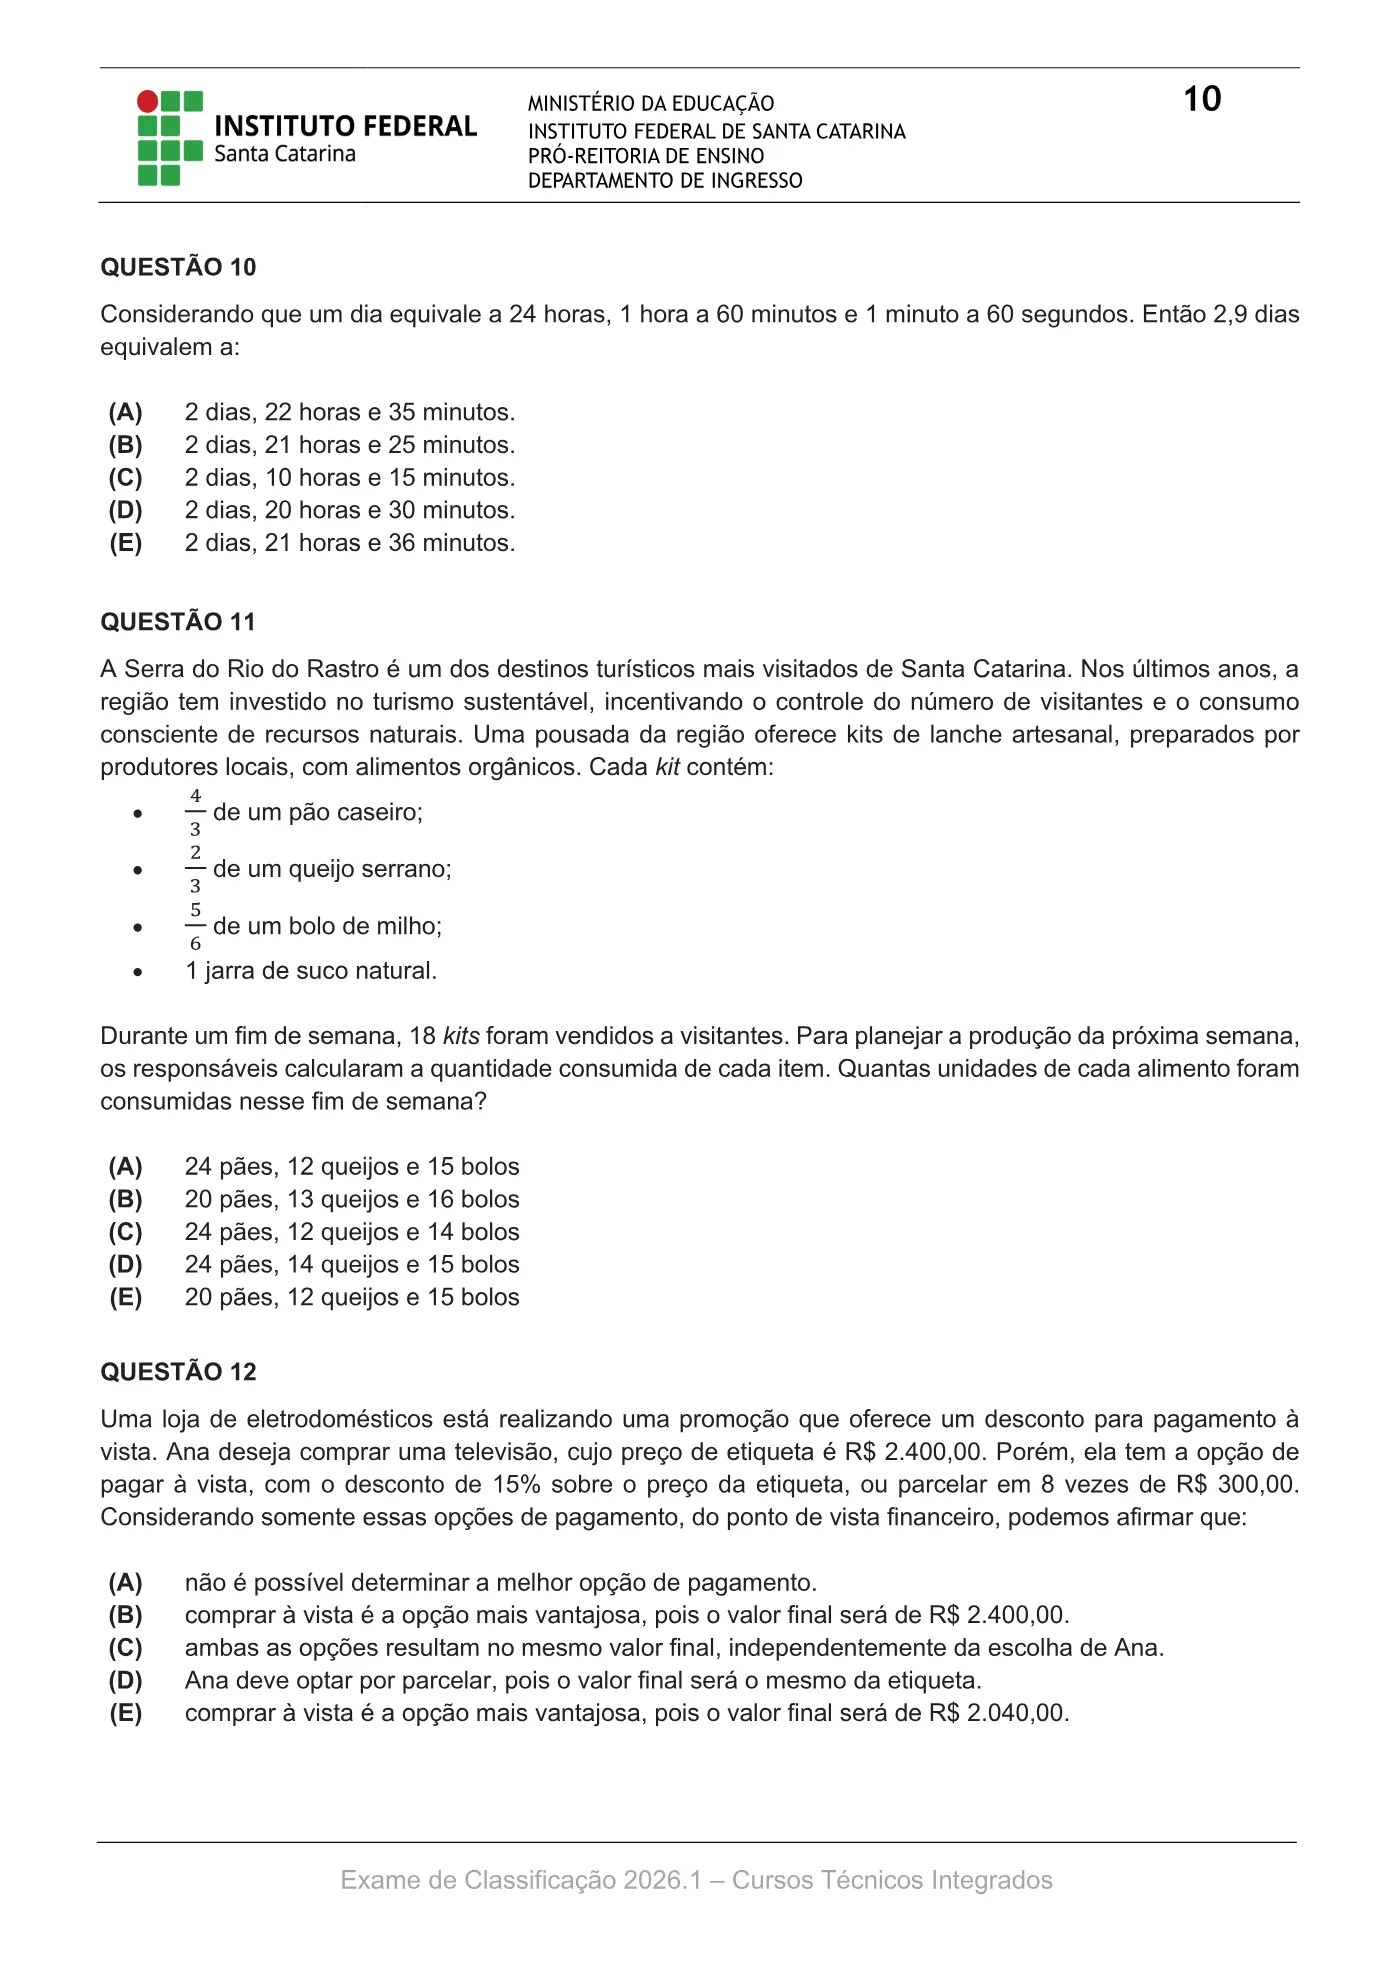 INSTITUTO FEDERAL
Santa Catarina
MINISTÉRIO DA EDUCAÇÃO
INSTITUTO FEDERAL DE SANTA CATARINA
PRÓ-REITORIA DE ENSINO
DEPARTAMENTO DE INGRESSO
10
QUESTÃO 10
Considerando que um dia equivale a 24 horas, 1 hora a 60 minutos e 1 minuto a 60 segundos. Então 2,9 dias
equivalem a:
(A) 2 dias, 22 horas e 35 minutos.
(B) 2 dias, 21 horas e 25 minutos.
(C) 2 dias, 10 horas e 15 minutos.
(D) 2 dias, 20 horas e 30 minutos.
(E) 2 dias, 21 horas e 36 minutos.
QUESTÃO 11
A Serra do Rio do Rastro é um dos destinos turísticos mais visitados de Santa Catarina. Nos últimos anos, a
região tem investido no turismo sustentável, incentivando o controle do número de visitantes e o consumo
consciente de recursos naturais. Uma pousada da região oferece kits de lanche artesanal, preparados por
produtores locais, com alimentos orgânicos. Cada kit contém:
• 4/3 de um pão caseiro;
• 2/3 de um queijo serrano;
• 5/6 de um bolo de milho;
• 1 jarra de suco natural.
Durante um fim de semana, 18 kits foram vendidos a visitantes. Para planejar a produção da próxima semana,
os responsáveis calcularam a quantidade consumida de cada item. Quantas unidades de cada alimento foram
consumidas nesse fim de semana?
(A) 24 pães, 12 queijos e 15 bolos
(B) 20 pães, 13 queijos e 16 bolos
(C) 24 pães, 12 queijos e 14 bolos
(D) 24 pães, 14 queijos e 15 bolos
(E) 20 pães, 12 queijos e 15 bolos
QUESTÃO 12
Uma loja de eletrodomésticos está realizando uma promoção que oferece um desconto para pagamento à
vista. Ana deseja comprar uma televisão, cujo preço de etiqueta é R$ 2.400,00. Porém, ela tem a opção de
pagar à vista, com o desconto de 15% sobre o preço da etiqueta, ou parcelar em 8 vezes de R$ 300,00.
Considerando somente essas opções de pagamento, do ponto de vista financeiro, podemos afirmar que:
(A) não é possível determinar a melhor opção de pagamento.
(B) comprar à vista é a opção mais vantajosa, pois o valor final será de R$ 2.400,00.
(C) ambas as opções resultam no mesmo valor final, independentemente da escolha de Ana.
(D) Ana deve optar por parcelar, pois o valor final será o mesmo da etiqueta.
(E) comprar à vista é a opção mais vantajosa, pois o valor final será de R$ 2.040,00.
Exame de Classificação 2026.1 – Cursos Técnicos Integrados